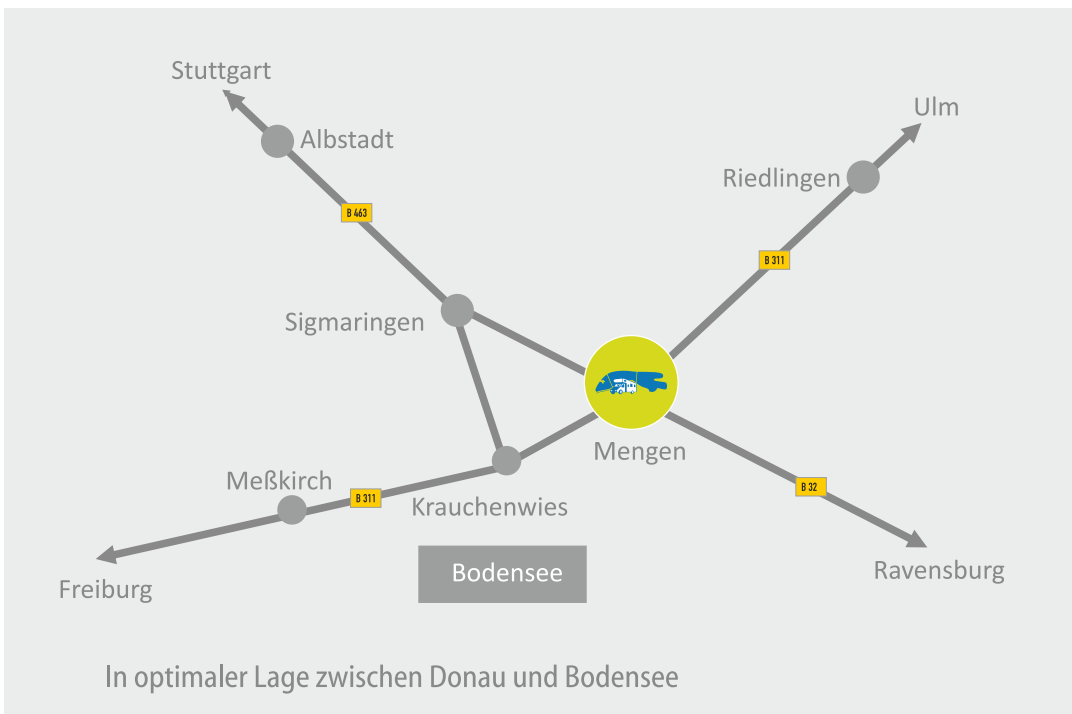 Stuttgart
Ulm
Albstadt
Riedlingen
B 463
B 311
Sigmaringen
Mengen
Meßkirch
B 311
Krauchenwies
B 32
Bodensee
Ravensburg
Freiburg
In optimaler Lage zwischen Donau und Bodensee